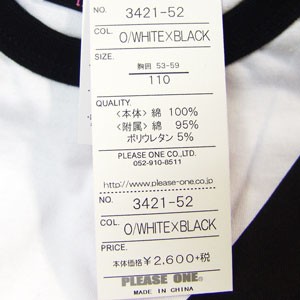 NO. 3421-52
COL. O/WHITE×BLACK
SIZE.
胸囲 53-59
110
QUALITY.
〈本体〉綿 100%
〈附属〉綿 95%
ポリウレタン 5%
PLEASE ONE CO.,LTD.
052-910-8511
http://www.please-one.co.jp
NO. 3421-52
COL. O/WHITE×BLACK
PRICE.
本体価格¥2,600+税
PLEASE ONE®
MADE IN CHINA